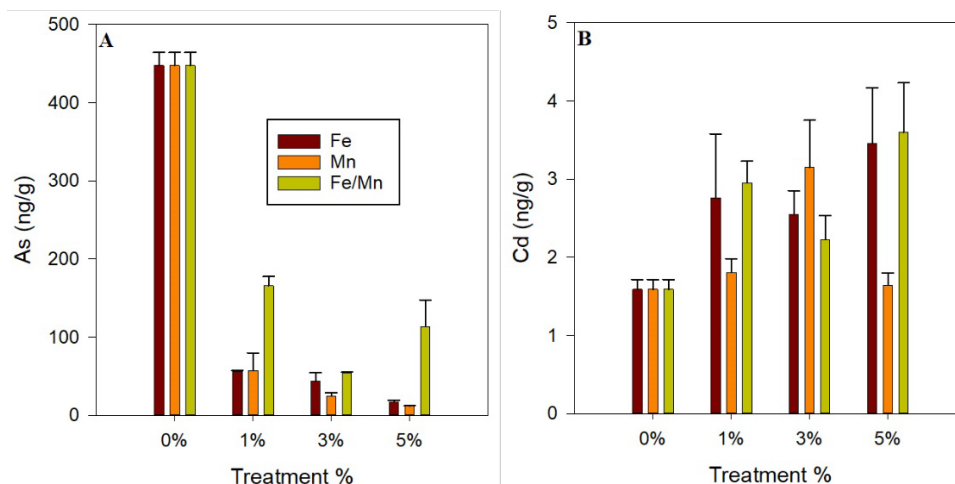 A
As (ng/g)
500
400
300
200
100
0
Fe
Mn
Fe/Mn
0% 1% 3% 5%
Treatment %
B
Cd (ng/g)
5
4
3
2
1
0
0% 1% 3% 5%
Treatment %